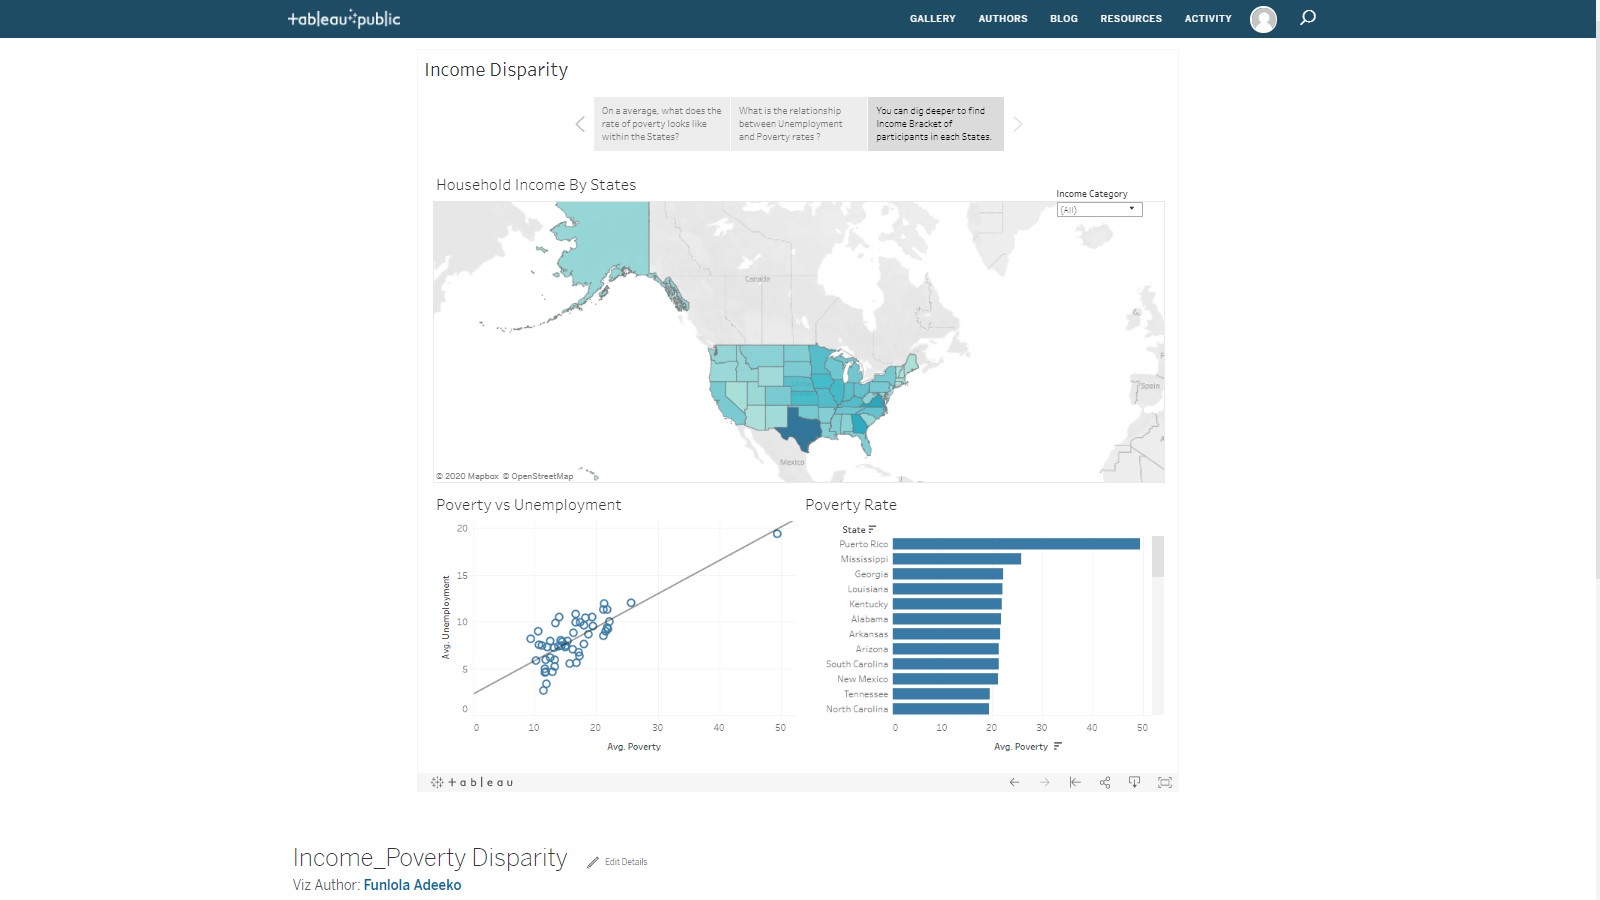 tableau public
GALLERY AUTHORS BLOG RESOURCES ACTIVITY
Income Disparity
On a average, what does the
rate of poverty looks like
within the States?
What is the relationship
between Unemployment
and Poverty rates ?
You can dig deeper to find
Income Bracket of
participants in each States.
Household Income By States
Income Category
(All)
Canada
Spain
Mexico
© 2020 Mapbox © OpenStreetMap
Poverty vs Unemployment
20
15
10
5
0
Avg. Unemployment
0 10 20 30 40 50
Avg. Poverty
Poverty Rate
State
Puerto Rico
Mississippi
Georgia
Louisiana
Kentucky
Alabama
Arkansas
Arizona
South Carolina
New Mexico
Tennessee
North Carolina
0 10 20 30 40 50
Avg. Poverty
+ a b l e a u
Income_Poverty Disparity
Edit Details
Viz Author: Funlola Adeeko